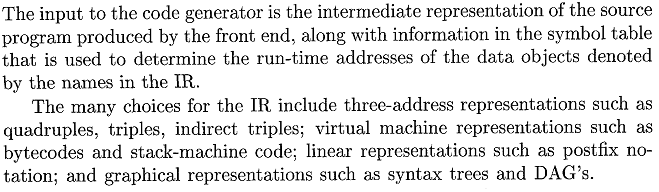 The input to the code generator is the intermediate representation of the source
program produced by the front end, along with information in the symbol table
that is used to determine the run-time addresses of the data objects denoted
by the names in the IR.
The many choices for the IR include three-address representations such as
quadruples, triples, indirect triples; virtual machine representations such as
bytecodes and stack-machine code; linear representations such as postfix no-
tation; and graphical representations such as syntax trees and DAG's.